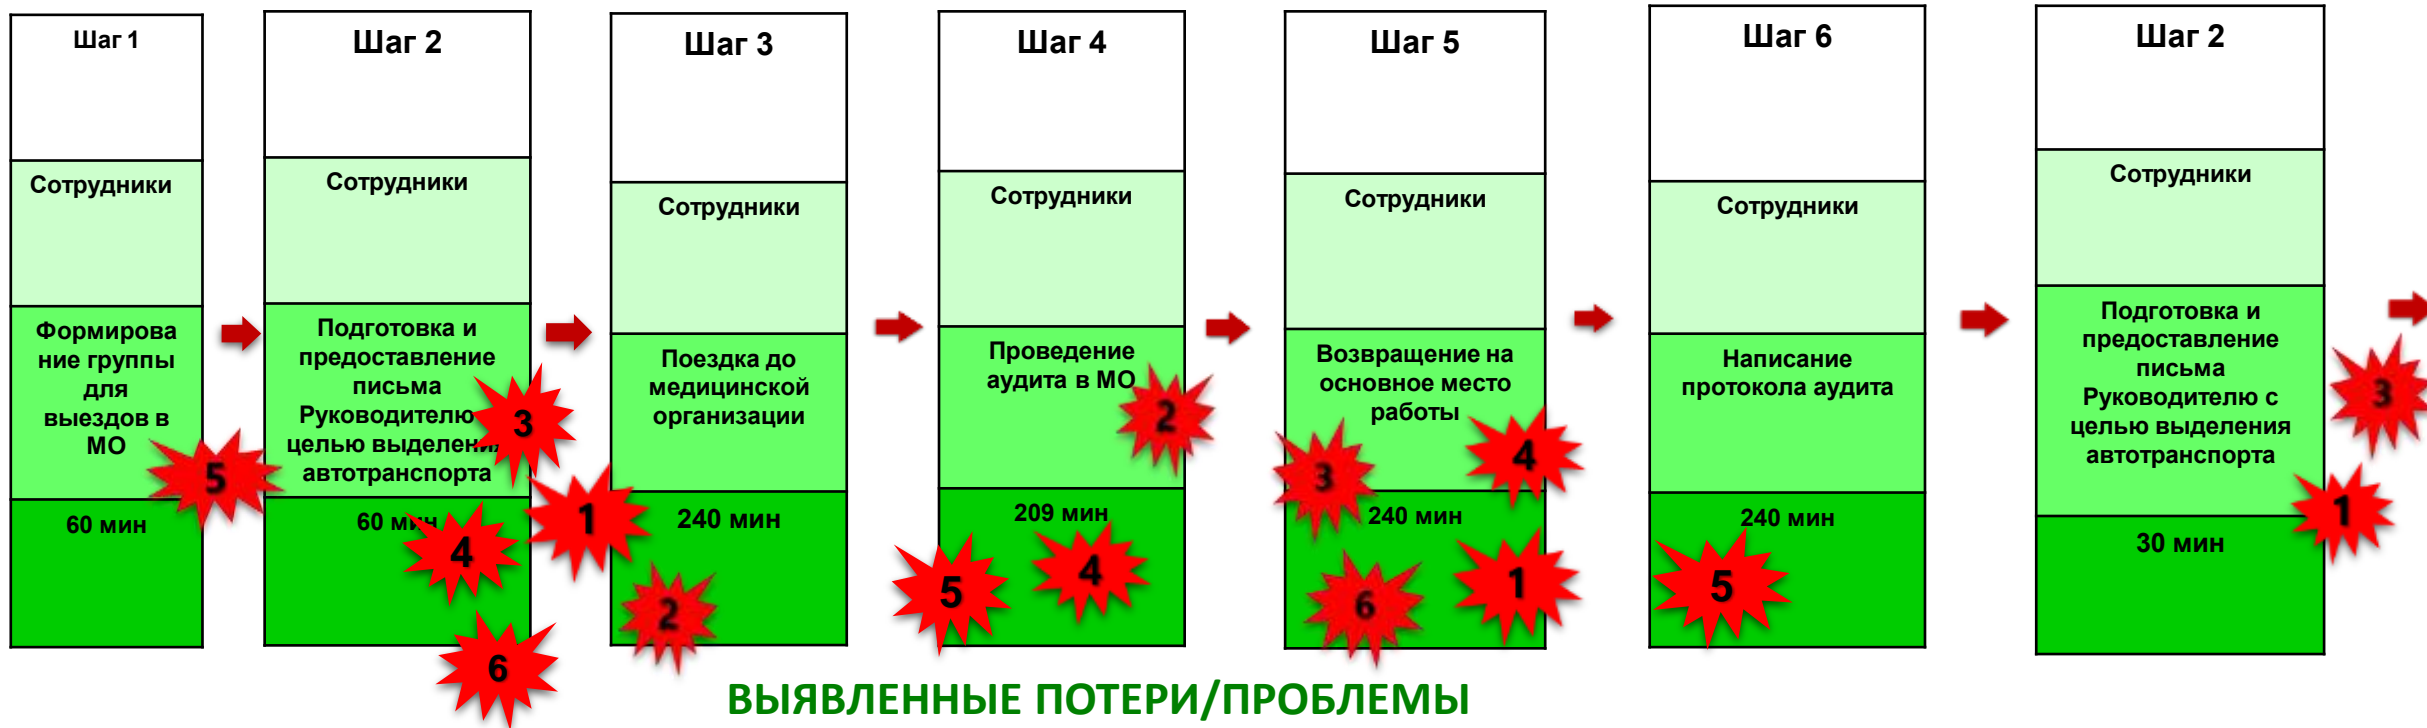 Шаг 1
Сотрудники
Формирова
ние группы
для
выездов в
МО
5
60 мин
Шаг 2
Сотрудники
Подготовка и
предоставление
письма
Руководителю
целью выделени
автотранспорта
3
60 мин
4
6
1
Шаг 3
Сотрудники
Поездка до
медицинской
организации
240 мин
2
Шаг 4
Сотрудники
Проведение
аудита в МО
2
209 мин
5
4
Шаг 5
Сотрудники
Возвращение на
основное место
работы
3
4
240 мин
6
1
Шаг 6
Сотрудники
Написание
протокола аудита
240 мин
5
Шаг 2
Сотрудники
Подготовка и
предоставление
письма
Руководителю с
целью выделения
автотранспорта
3
1
30 мин
ВЫЯВЛЕННЫЕ ПОТЕРИ/ПРОБЛЕМЫ